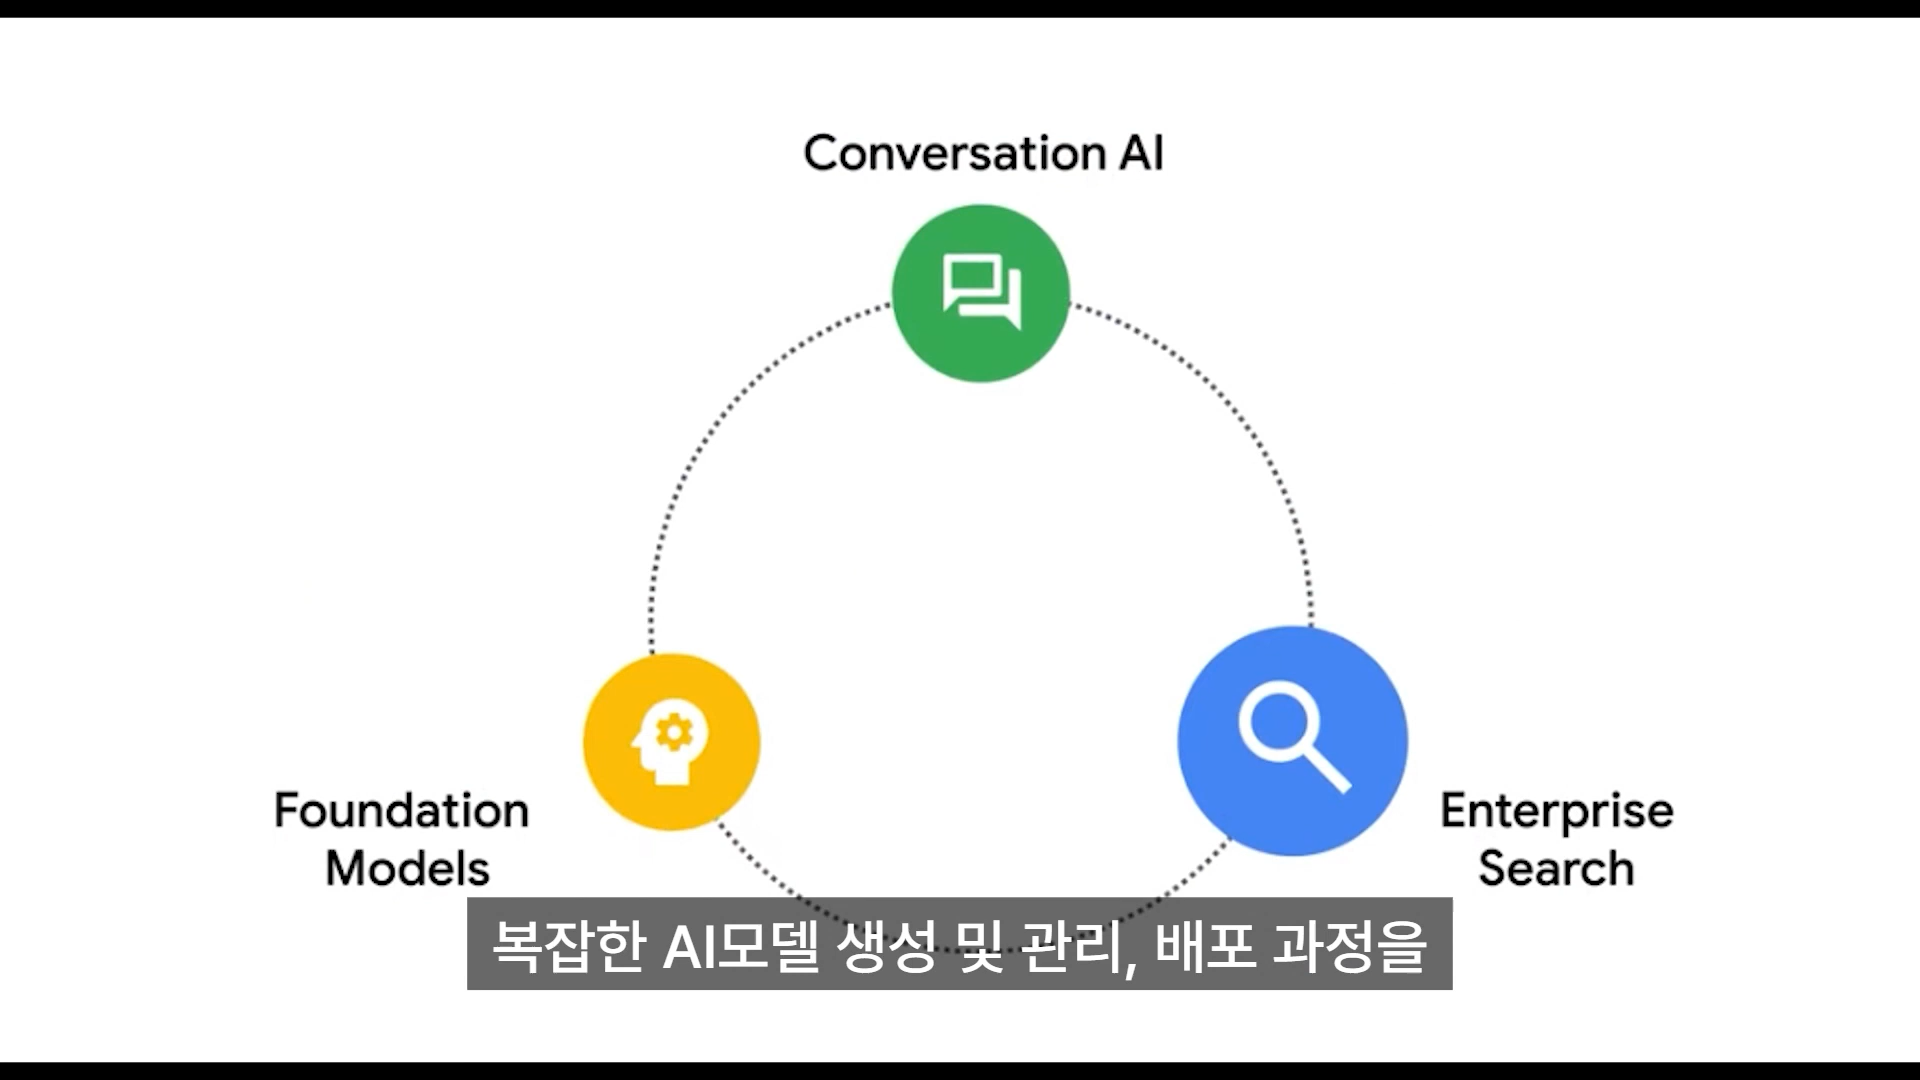 Conversation AI
Foundation
Models
Enterprise
Search
복잡한 AI모델 생성 및 관리, 배포 과정을